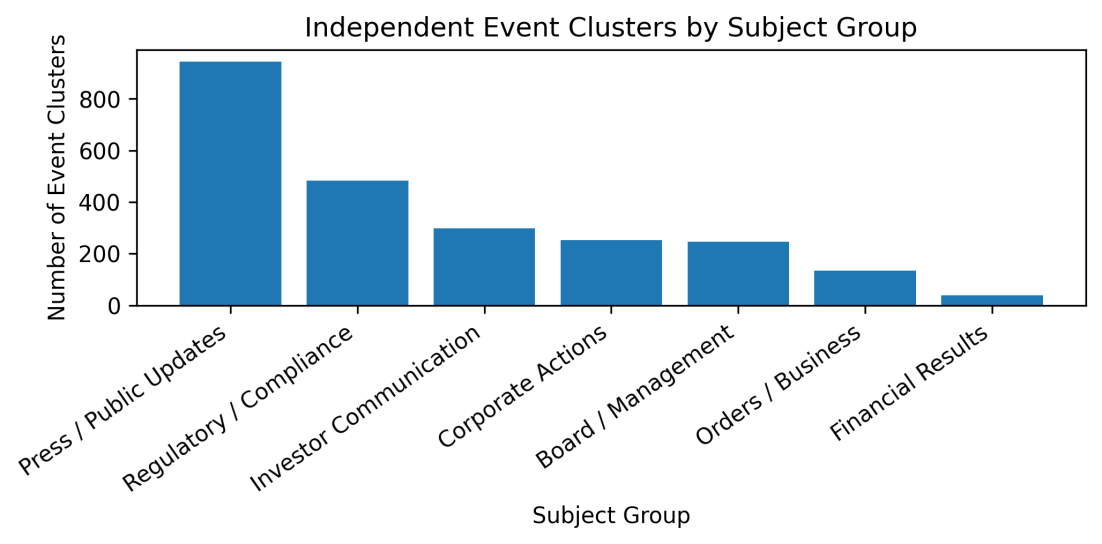 Independent Event Clusters by Subject Group
Number of Event Clusters
800
600
400
200
0
Press / Public Updates
Regulatory / Compliance
Investor Communication
Corporate Actions
Board / Management
Orders / Business
Financial Results
Subject Group